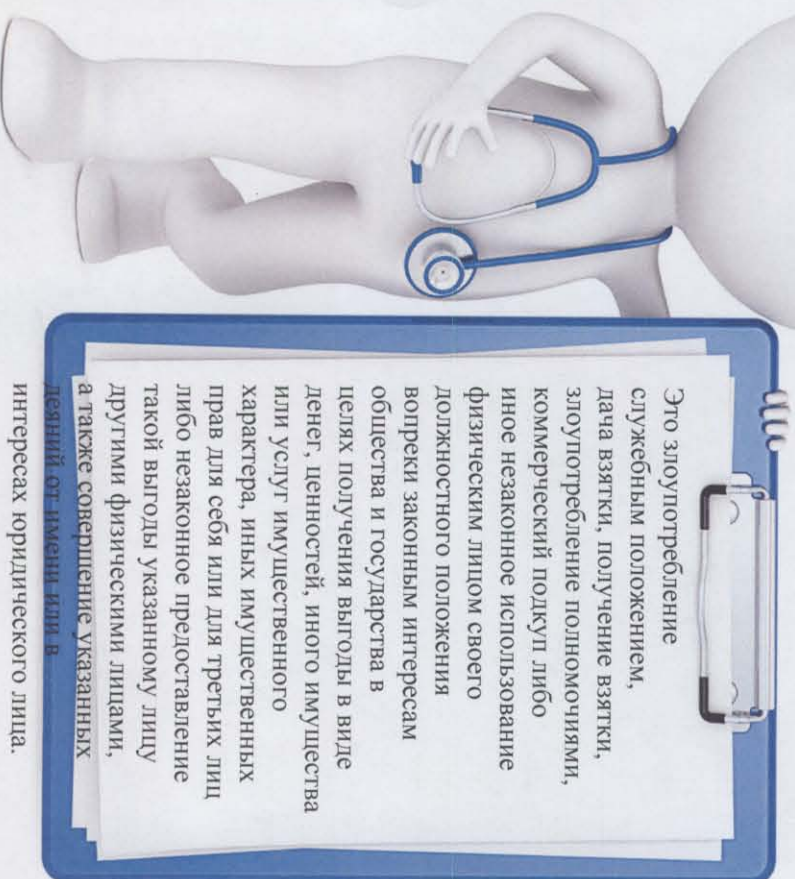 Это злоупотребление
служебным положением,
дача взятки, получение взятки,
злоупотребление полномочиями,
коммерческий подкуп либо
иное незаконное использование
физическим лицом своего
должностного положения
вопреки законным интересам
общества и государства в
целях получения выгоды в виде
денег, ценностей, иного имущества
или услуг имущественного
характера, иных имущественных
прав для себя или для третьих лиц
либо незаконное предоставление
такой выгоды указанному лицу
другими физическими лицами,
а также совершение указанных
деяний от имени или в
интересах юридического лица.